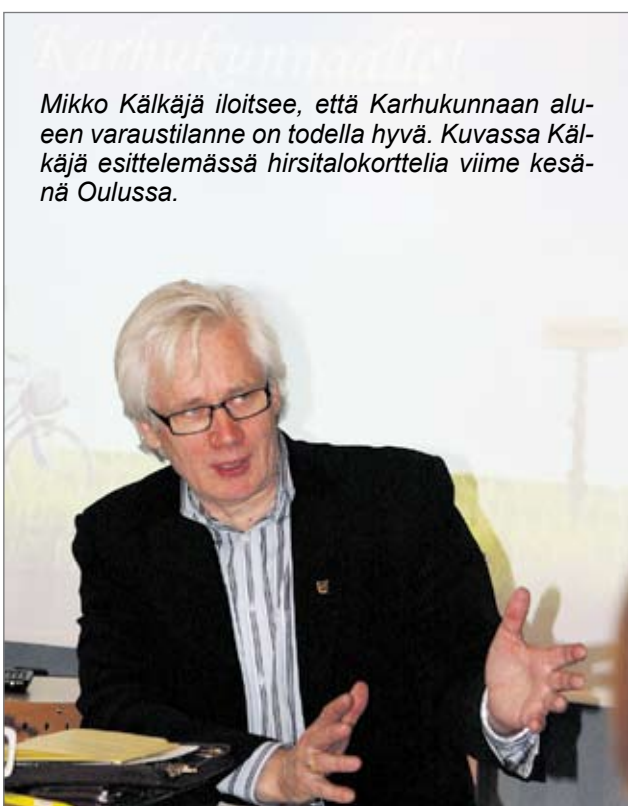 Karhukunnaalle!
Mikko Kälkäjä iloitsee, että Karhukunnaan alu-
een varaustilanne on todella hyvä. Kuvassa Käl-
käjä esittelemässä hirsitalokorttelia viime kesä-
nä Oulussa.